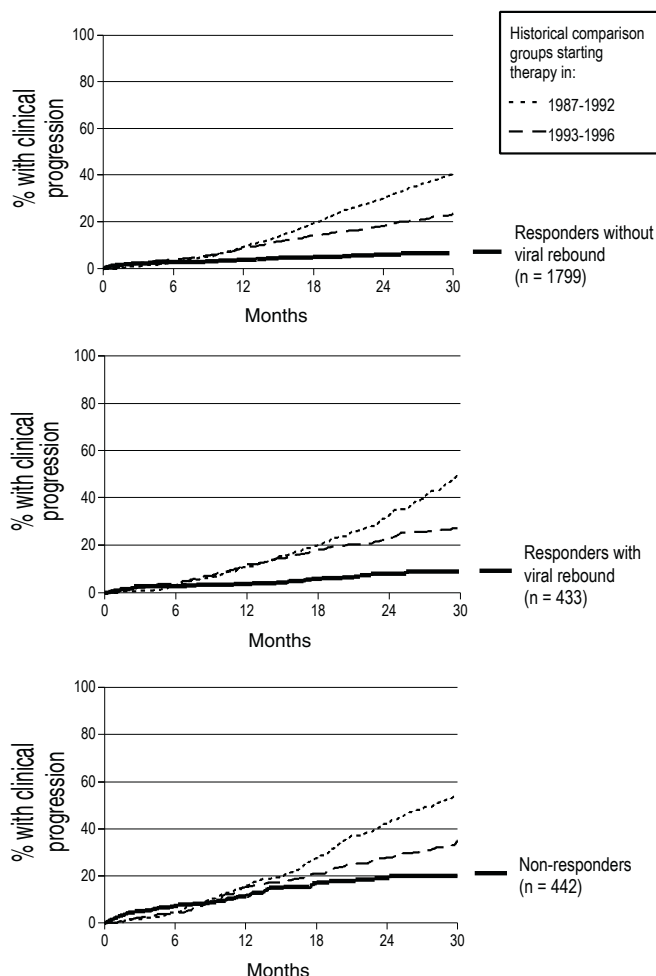 Historical comparison
groups starting
therapy in:
1987-1992
1993-1996
% with clinical
progression
100
80
60
40
20
0
0
6
12
18
24
30
Months
Responders without
viral rebound
(n = 1799)
% with clinical
progression
100
80
60
40
20
0
0
6
12
18
24
30
Months
Responders with
viral rebound
(n = 433)
% with clinical
progression
100
80
60
40
20
0
0
6
12
18
24
30
Months
Non-responders
(n = 442)